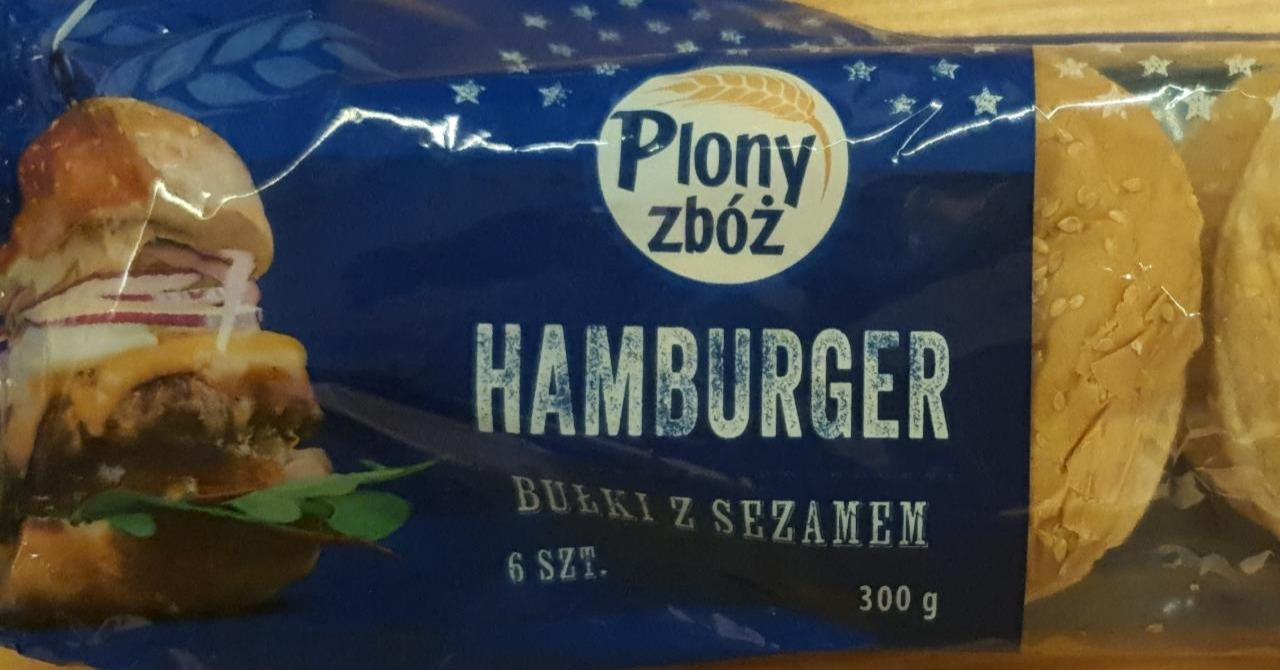 Plony
zbóż
HAMBURGER
BUŁKI Z SEZAMEM
6 SZT.
300 g